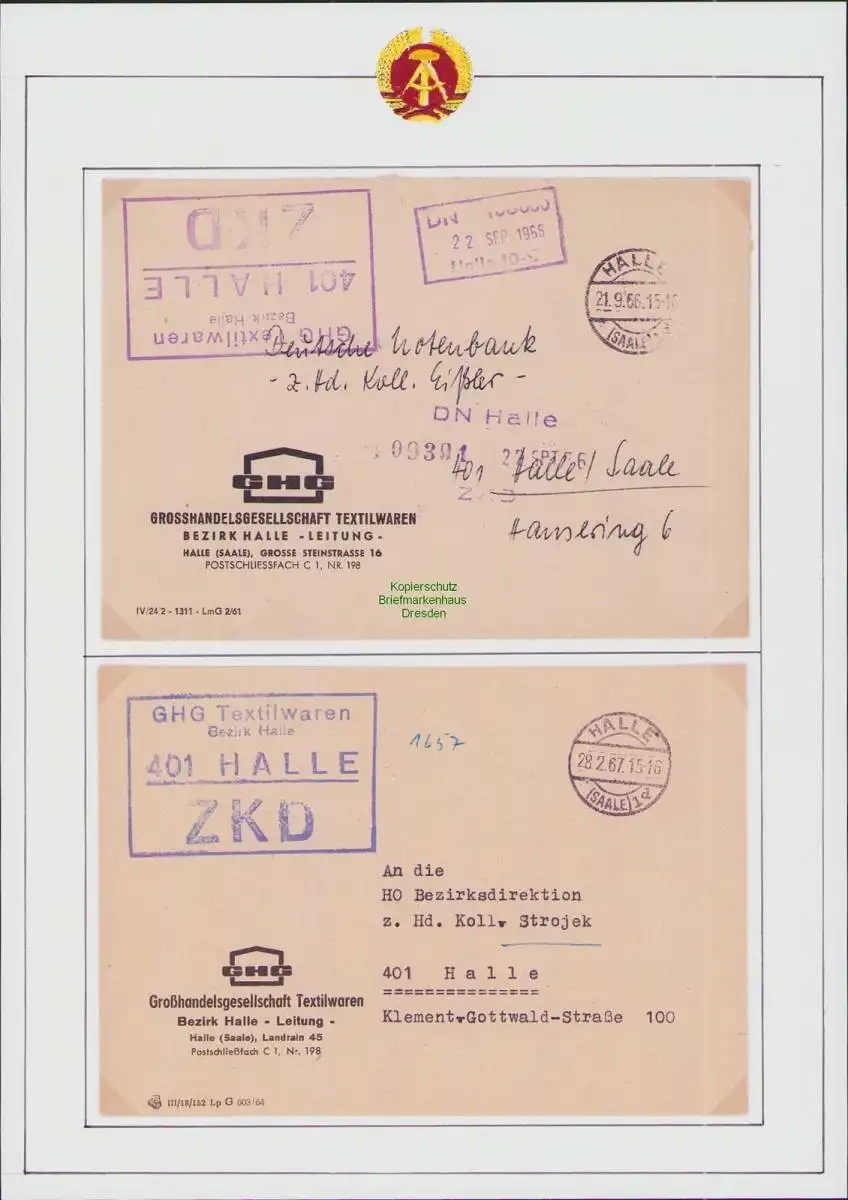 ZKD
401 HALLE
Bezirk Halle
GHG Textilwaren
DN
22 SEP. 1966
HALLE
21.9.66.15-16
(SAALE)
Deutsche Notenbank
- z. Hd. Koll. Eißler -
DN Halle
09391
401 Halle / Saale
ZKD
Hansering 6
GHG
GROSSHANDELSGESELLSCHAFT TEXTILWAREN
BEZIRK HALLE - LEITUNG -
HALLE (SAALE), GROSSE STEINSTRASSE 16
POSTSCHLIESSFACH C 1, NR. 198
Kopierschutz
Briefmarkenhaus
Dresden
IV/24/2 - 1311 - LmG 2/61
GHG Textilwaren
Bezirk Halle
401 HALLE
ZKD
1657
HALLE
28.2.67.15-16
(SAALE) 1d
An die
HO Bezirksdirektion
z. Hd. Koll. Strojek
401 Halle
===============
Klement-Gottwald-Straße 100
GHG
Großhandelsgesellschaft Textilwaren
Bezirk Halle - Leitung -
Halle (Saale), Landrain 45
Postschließfach C 1, Nr. 198
III/18/152 Lp G 603/64